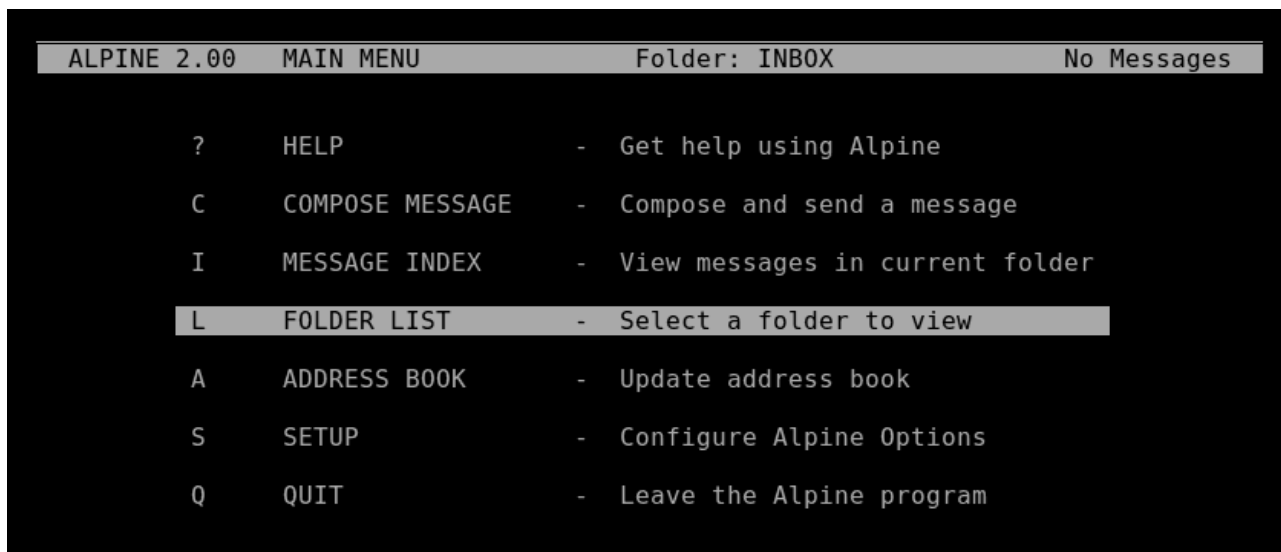 ALPINE 2.00 MAIN MENU Folder: INBOX No Messages
? HELP - Get help using Alpine
C COMPOSE MESSAGE - Compose and send a message
I MESSAGE INDEX - View messages in current folder
L FOLDER LIST - Select a folder to view
A ADDRESS BOOK - Update address book
S SETUP - Configure Alpine Options
Q QUIT - Leave the Alpine program